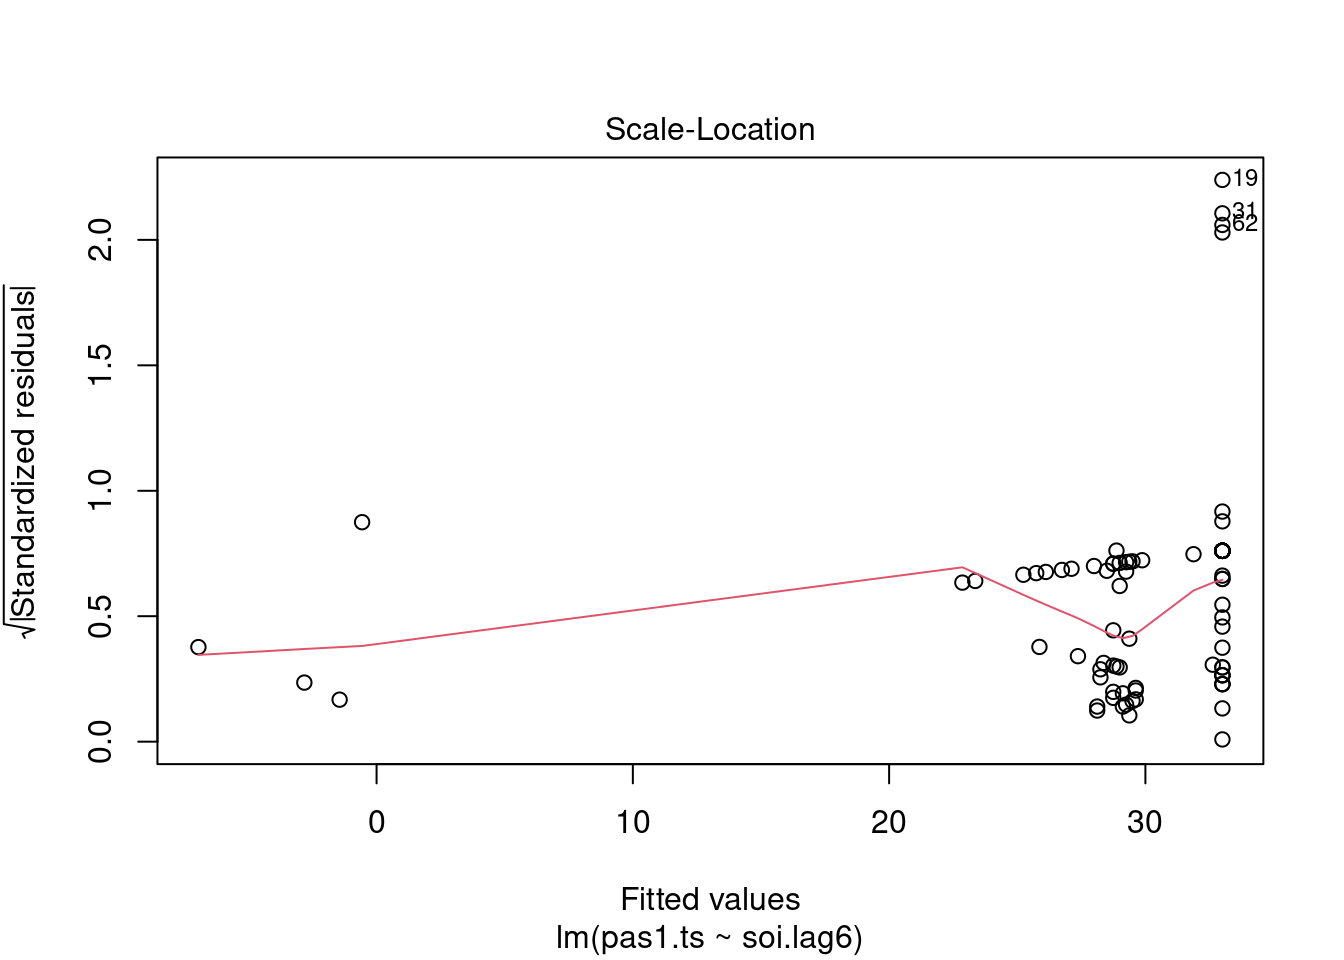 Scale-Location
√|Standardized residuals|
2.0
1.5
1.0
0.5
0.0
19
31
62
0 10 20 30
Fitted values
lm(pas1.ts ~ soi.lag6)